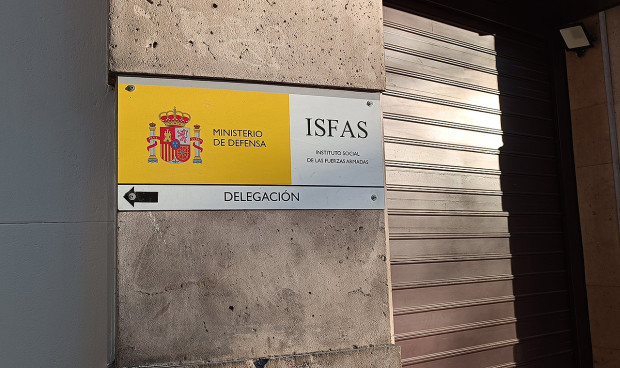 MINISTERIO
DE DEFENSA
ISFAS
INSTITUTO SOCIAL
DE LAS FUERZAS ARMADAS
DELEGACIÓN